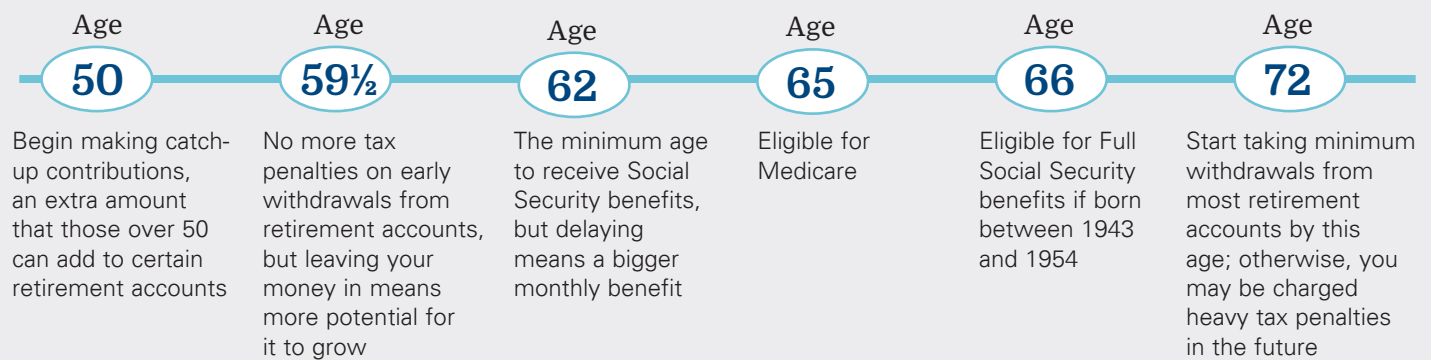 Age
50
Begin making catch-
up contributions,
an extra amount
that those over 50
can add to certain
retirement accounts
Age
59½
No more tax
penalties on early
withdrawals from
retirement accounts,
but leaving your
money in means
more potential for
it to grow
Age
62
The minimum age
to receive Social
Security benefits,
but delaying
means a bigger
monthly benefit
Age
65
Eligible for
Medicare
Age
66
Eligible for Full
Social Security
benefits if born
between 1943
and 1954
Age
72
Start taking minimum
withdrawals from
most retirement
accounts by this
age; otherwise, you
may be charged
heavy tax penalties
in the future